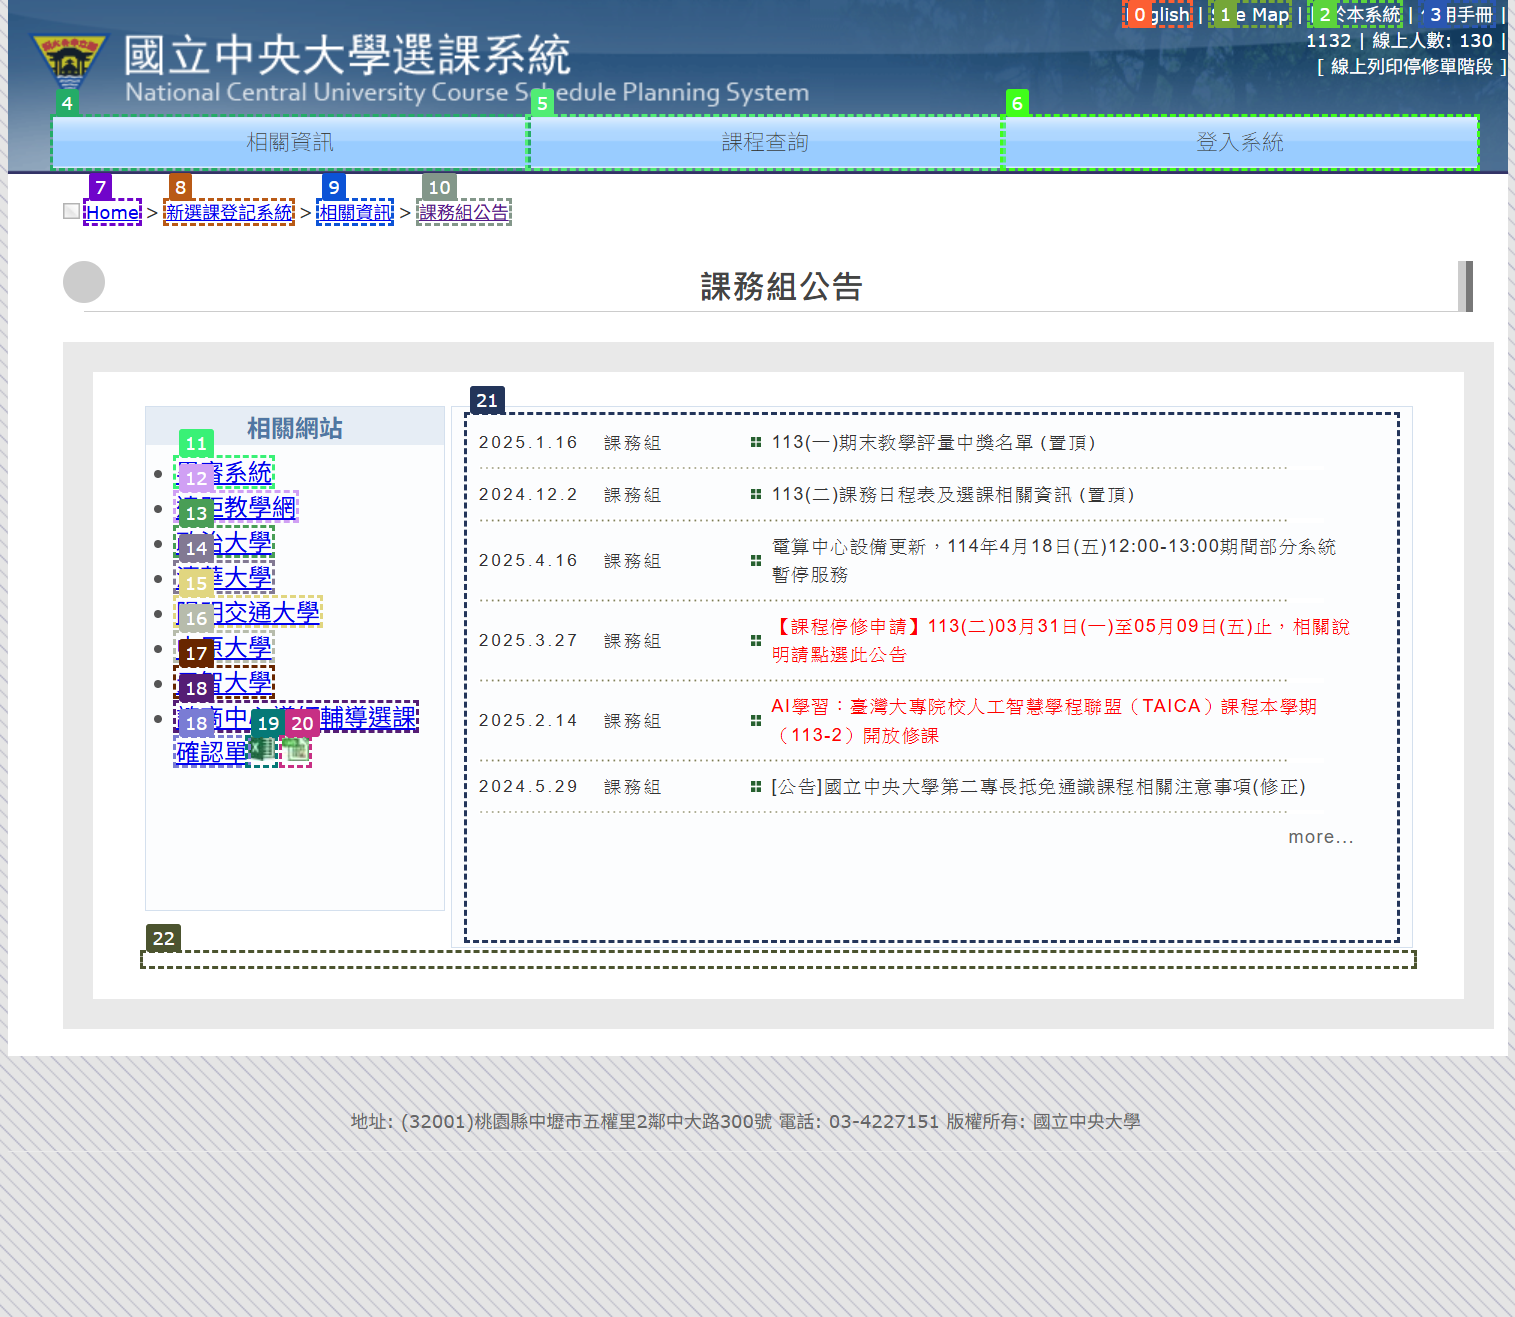 0 glish | 1 e Map | 2 於本系統 | 3 用手冊 |
1132 | 線上人數: 130 |
[ 線上列印停修單階段 ]
國立中央大學選課系統
National Central University Course Schedule Planning System
4 5 6
相關資訊 課程查詢 登入系統
7 8 9 10
Home > 新選課登記系統 > 相關資訊 > 課務組公告
課務組公告
相關網站
11
系統
12
教學網
13
大學
14
大學
15
交通大學
16
大學
17
大學
18
輔導選課
18 19 20
確認單
21
2025.1.16 課務組 113(一)期末教學評量中獎名單 (置頂)
2024.12.2 課務組 113(二)課務日程表及選課相關資訊 (置頂)
2025.4.16 課務組 電算中心設備更新，114年4月18日(五)12:00-13:00期間部分系統
暫停服務
2025.3.27 課務組 【課程停修申請】113(二)03月31日(一)至05月09日(五)止，相關說
明請點選此公告
2025.2.14 課務組 AI學習：臺灣大專院校人工智慧學程聯盟（TAICA）課程本學期
（113-2）開放修課
2024.5.29 課務組 [公告]國立中央大學第二專長抵免通識課程相關注意事項(修正)
more...
22
地址: (32001)桃園縣中壢市五權里2鄰中大路300號 電話: 03-4227151 版權所有: 國立中央大學